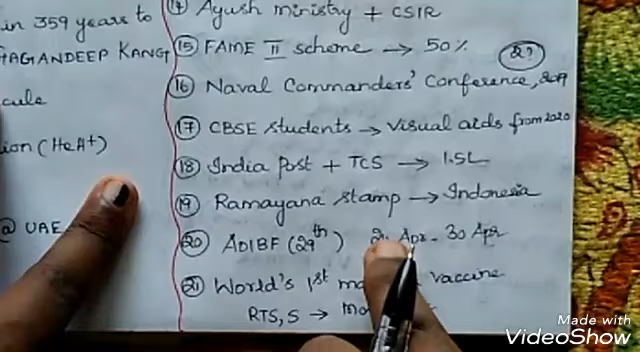 in 359 years to
GAGANDEEP KANG
cule
ion (HeH+)
@ UAE
14 Ayush ministry + CSIR
15 FAME II scheme → 50%
&?
16 Naval Commanders' Conference, 2019
17 CBSE students → Visual aids from 2020
18 India Post + TCS → 1.5L
19 Ramayana stamp → Indonesia
20 ADIBF (29th) Apr - 30 Apr
21 World's 1st vaccine
RTS,S →
Made with
VideoShow